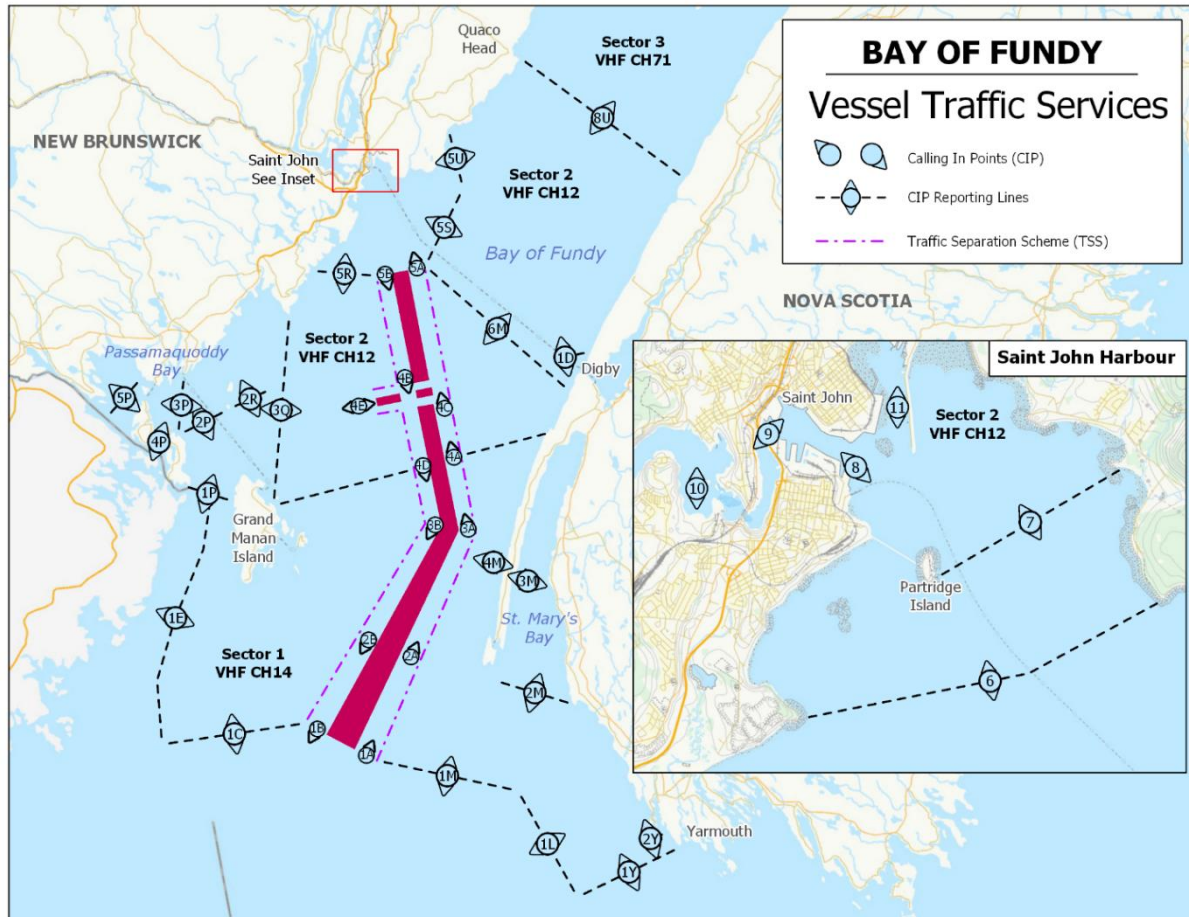 Quaco
Head
Sector 3
VHF CH71
BAY OF FUNDY
Vessel Traffic Services
Calling In Points (CIP)
CIP Reporting Lines
Traffic Separation Scheme (TSS)
8U
NEW BRUNSWICK
Saint John
See Inset
5U
Sector 2
VHF CH12
5S
Bay of Fundy
5R
5B
5A
NOVA SCOTIA
6M
1D
Digby
Sector 2
VHF CH12
Passamaquoddy
Bay
5P
3P
2P
2R
3Q
4P
4E
4B
4C
4D
4A
1P
Grand
Manan
Island
3B
3A
4M
3M
St. Mary's
Bay
1E
2B
2A
Sector 1
VHF CH14
2M
1C
1B
1A
1M
1L
Yarmouth
2Y
1Y
Saint John Harbour
Saint John
11
Sector 2
VHF CH12
9
8
10
7
Partridge
Island
6